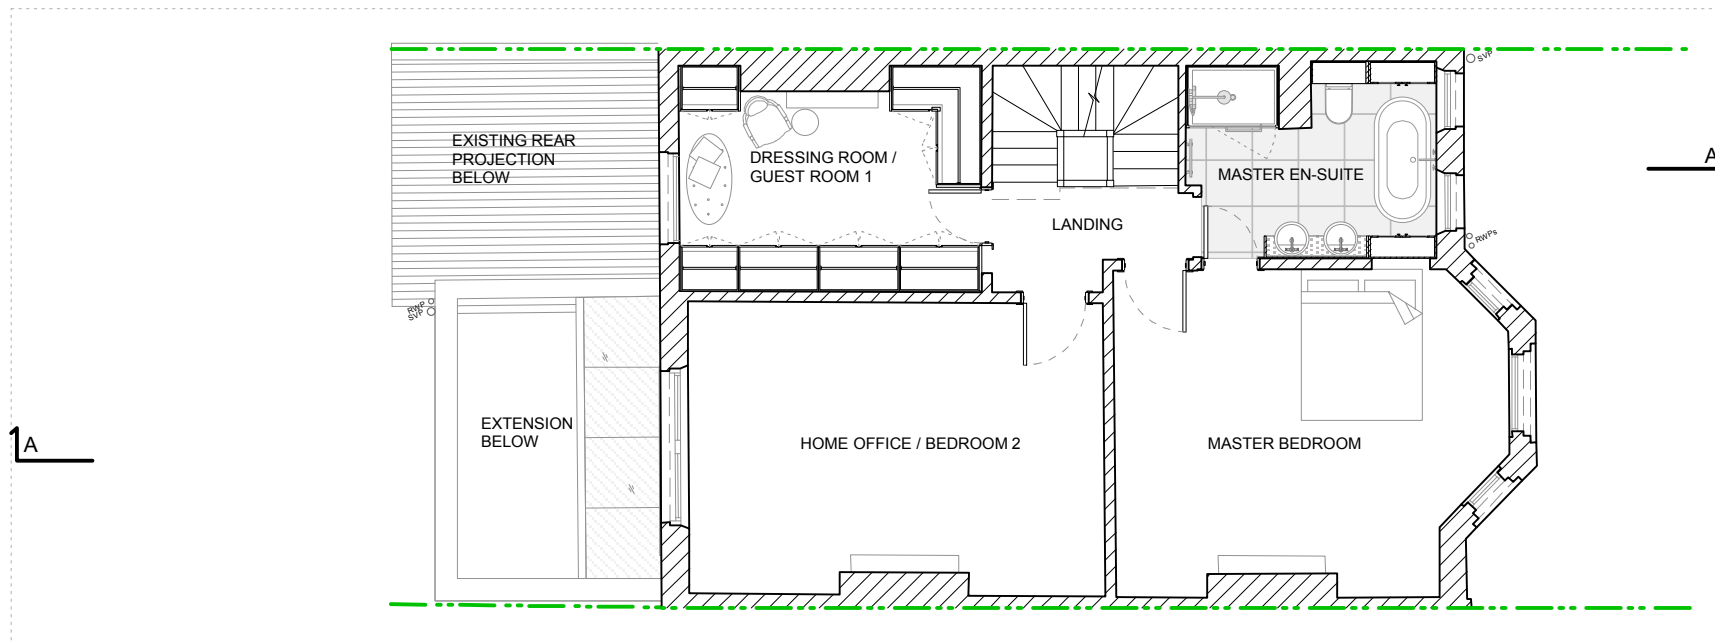 SVP
EXISTING REAR
PROJECTION
BELOW
DRESSING ROOM /
GUEST ROOM 1
A
MASTER EN-SUITE
LANDING
RWPs
RWP
SVP
EXTENSION
BELOW
A
HOME OFFICE / BEDROOM 2
MASTER BEDROOM